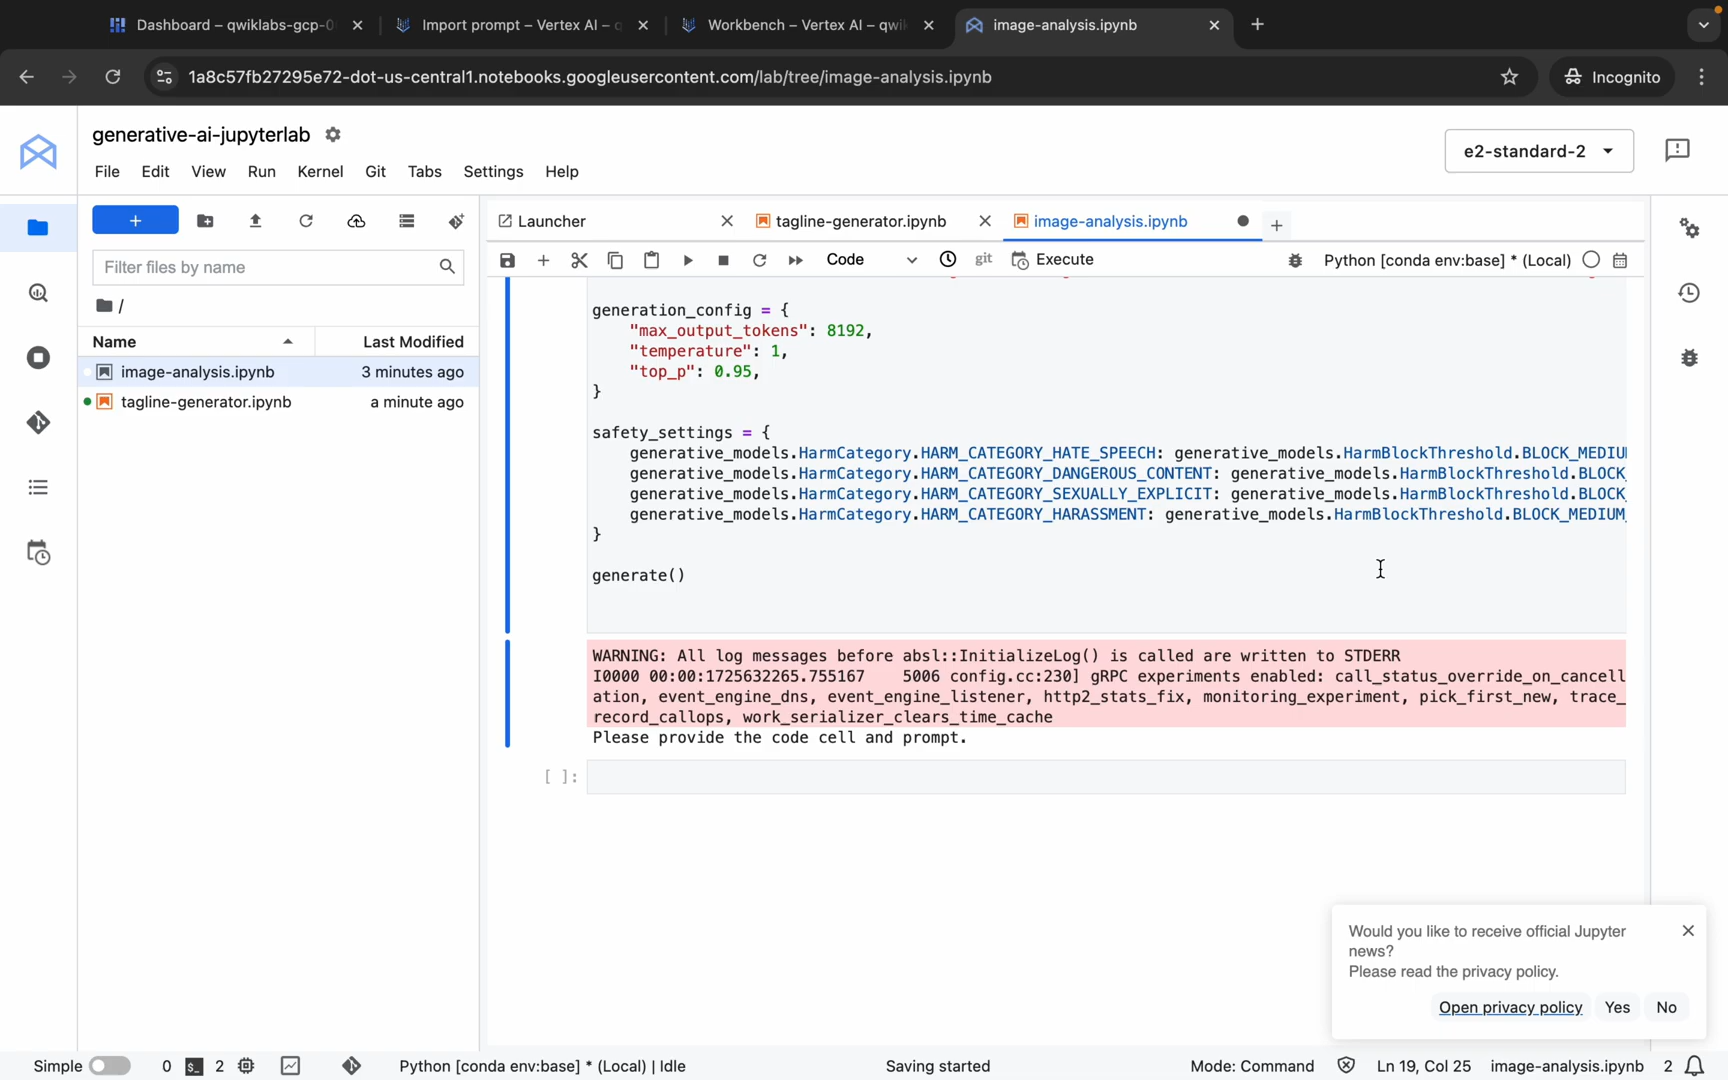 Dashboard – qwiklabs-gcp-0
Import prompt – Vertex AI – q
Workbench – Vertex AI – qwi
image-analysis.ipynb
1a8c57fb27295e72-dot-us-central1.notebooks.googleusercontent.com/lab/tree/image-analysis.ipynb
Incognito
generative-ai-jupyterlab
e2-standard-2
File Edit View Run Kernel Git Tabs Settings Help
Launcher
tagline-generator.ipynb
image-analysis.ipynb
Code
git
Execute
Python [conda env:base] * (Local)
Filter files by name
/
Name
Last Modified
image-analysis.ipynb 3 minutes ago
tagline-generator.ipynb a minute ago
generation_config = {
"max_output_tokens": 8192,
"temperature": 1,
"top_p": 0.95,
}
safety_settings = {
generative_models.HarmCategory.HARM_CATEGORY_HATE_SPEECH: generative_models.HarmBlockThreshold.BLOCK_MEDIU
generative_models.HarmCategory.HARM_CATEGORY_DANGEROUS_CONTENT: generative_models.HarmBlockThreshold.BLOCK_
generative_models.HarmCategory.HARM_CATEGORY_SEXUALLY_EXPLICIT: generative_models.HarmBlockThreshold.BLOCK_
generative_models.HarmCategory.HARM_CATEGORY_HARASSMENT: generative_models.HarmBlockThreshold.BLOCK_MEDIUM_
}
generate()
WARNING: All log messages before absl::InitializeLog() is called are written to STDERR
I0000 00:00:1725632265.755167    5006 config.cc:230] gRPC experiments enabled: call_status_override_on_cancell
ation, event_engine_dns, event_engine_listener, http2_stats_fix, monitoring_experiment, pick_first_new, trace_
record_callops, work_serializer_clears_time_cache
Please provide the code cell and prompt.
[ ]:
Would you like to receive official Jupyter
news?
Please read the privacy policy.
Open privacy policy Yes No
Simple 0 2 Python [conda env:base] * (Local) | Idle Saving started Mode: Command Ln 19, Col 25 image-analysis.ipynb 2